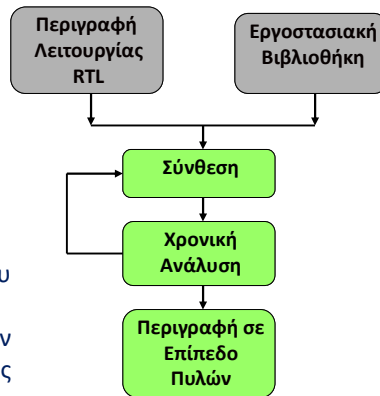 Περιγραφή
Λειτουργίας
RTL
Εργοστασιακή
Βιβλιοθήκη
Σύνθεση
Χρονική
Ανάλυση
Περιγραφή σε
Επίπεδο
Πυλών
υ
ν
ς